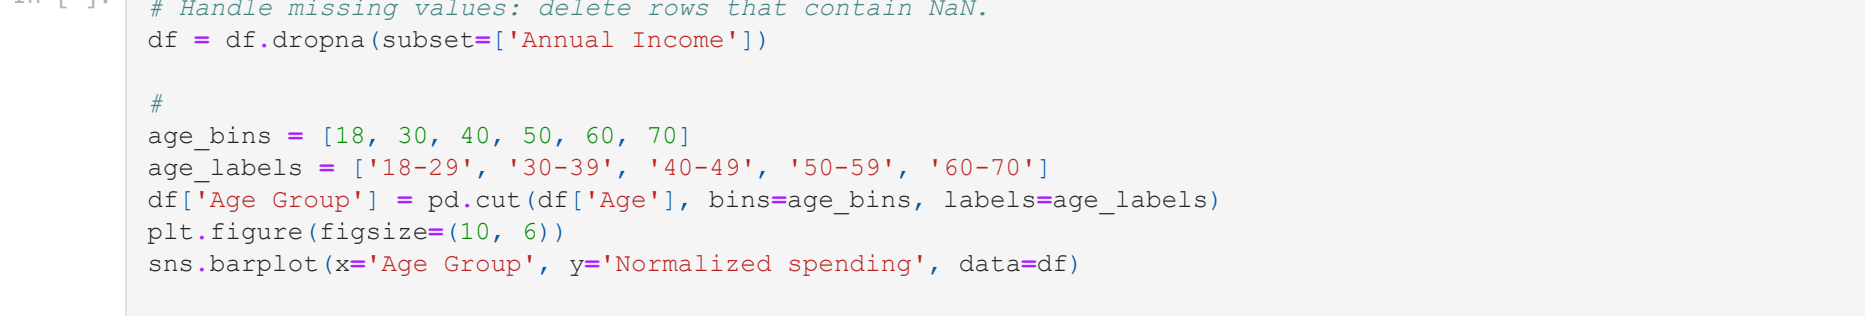 In [ ]:
# Handle missing values: delete rows that contain NaN.
df = df.dropna(subset=['Annual Income'])
#
age_bins = [18, 30, 40, 50, 60, 70]
age_labels = ['18-29', '30-39', '40-49', '50-59', '60-70']
df['Age Group'] = pd.cut(df['Age'], bins=age_bins, labels=age_labels)
plt.figure(figsize=(10, 6))
sns.barplot(x='Age Group', y='Normalized spending', data=df)